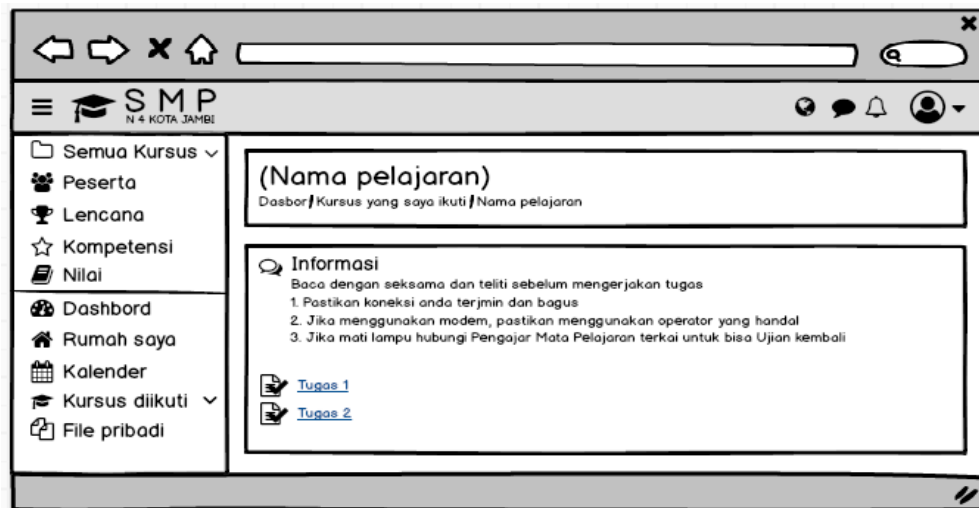 SMP
N 4 KOTA JAMBI
Semua Kursus
Peserta
Lencana
Kompetensi
Nilai
Dashbord
Rumah saya
Kalender
Kursus diikuti
File pribadi
(Nama pelajaran)
Dasbor/Kursus yang saya ikuti/Nama pelajaran
Informasi
Baca dengan seksama dan teliti sebelum mengerjakan tugas
1. Pastikan koneksi anda terjmin dan bagus
2. Jika menggunakan modem, pastikan menggunakan operator yang handal
3. Jika mati lampu hubungi Pengajar Mata Pelajaran terkai untuk bisa Ujian kembali
Tugas 1
Tugas 2